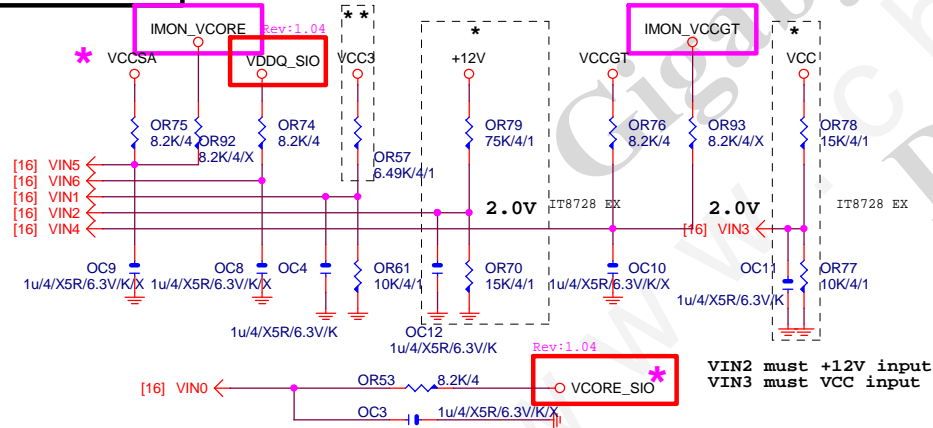 IMON_VCORE
Rev:1.04
* *
IMON_VCCGT
*
VCCSA
VDDQ_SIO
VCC3
*
+12V
VCCGT
*
VCC
OR75
8.2K/4
OR92
8.2K/4/X
OR74
8.2K/4
OR57
6.49K/4/1
OR79
75K/4/1
OR76
8.2K/4
OR93
8.2K/4/X
OR78
15K/4/1
[16] VIN5
[16] VIN6
[16] VIN1
[16] VIN2
[16] VIN4
2.0V
IT8728 EX
2.0V
IT8728 EX
[16] VIN3
OC9
1u/4/X5R/6.3V/K/X
OC8
1u/4/X5R/6.3V/K/X
OC4
1u/4/X5R/6.3V/K
OR61
10K/4/1
OC12
1u/4/X5R/6.3V/K
OR70
15K/4/1
OC10
1u/4/X5R/6.3V/K/X
OC11
1u/4/X5R/6.3V/K
OR77
10K/4/1
Rev:1.04
[16] VIN0
OR53
8.2K/4
VCORE_SIO
*
OC3
1u/4/X5R/6.3V/K/X
VIN2 must +12V input
VIN3 must VCC input
Gigaby
www.c